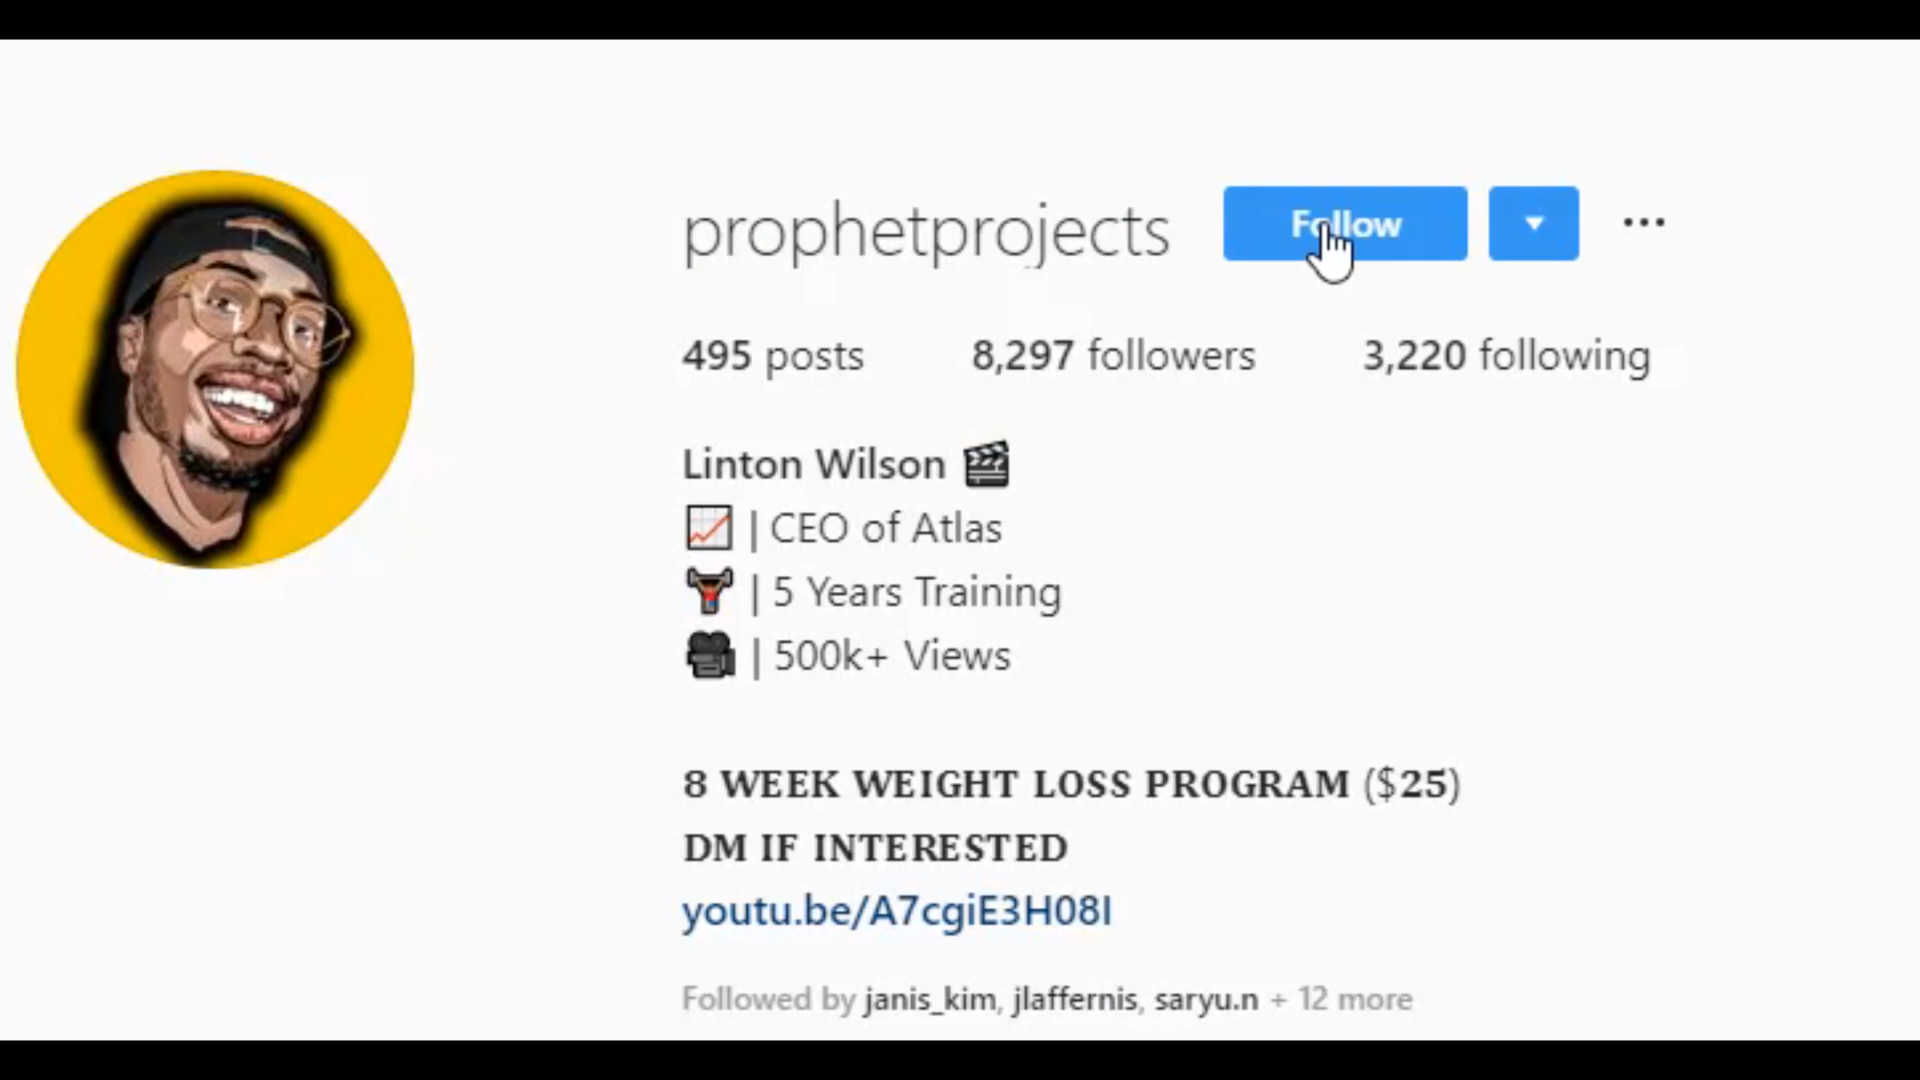 prophetprojects Follow
495 posts 8,297 followers 3,220 following
Linton Wilson
| CEO of Atlas
| 5 Years Training
| 500k+ Views
8 WEEK WEIGHT LOSS PROGRAM ($25)
DM IF INTERESTED
youtu.be/A7cgiE3H08I
Followed by janis_kim, jlaffernis, saryu.n + 12 more